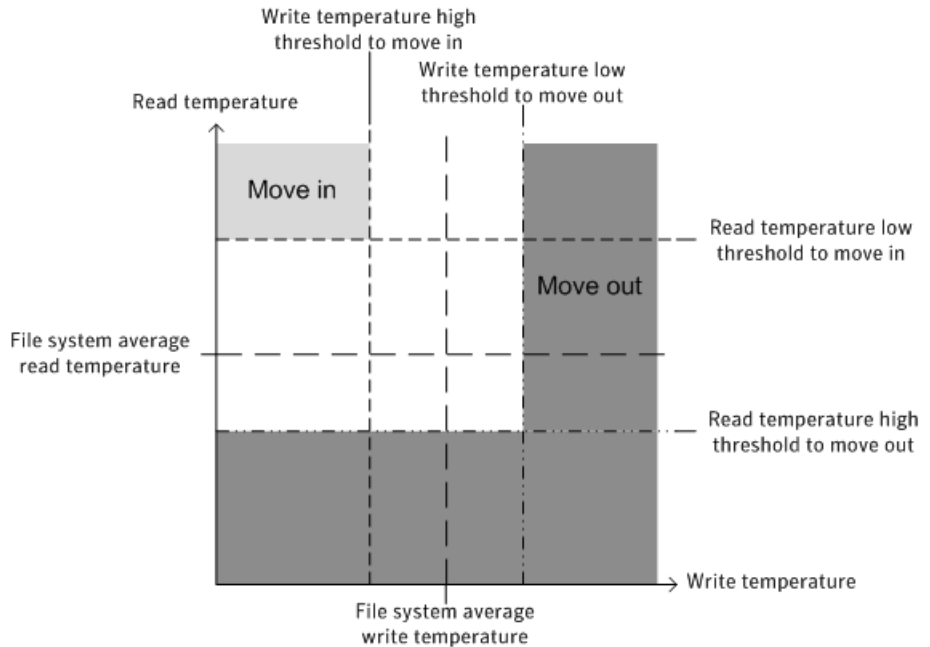 Write temperature high
threshold to move in
Write temperature low
threshold to move out
Read temperature
Move in
Read temperature low
threshold to move in
Move out
File system average
read temperature
Read temperature high
threshold to move out
Write temperature
File system average
write temperature